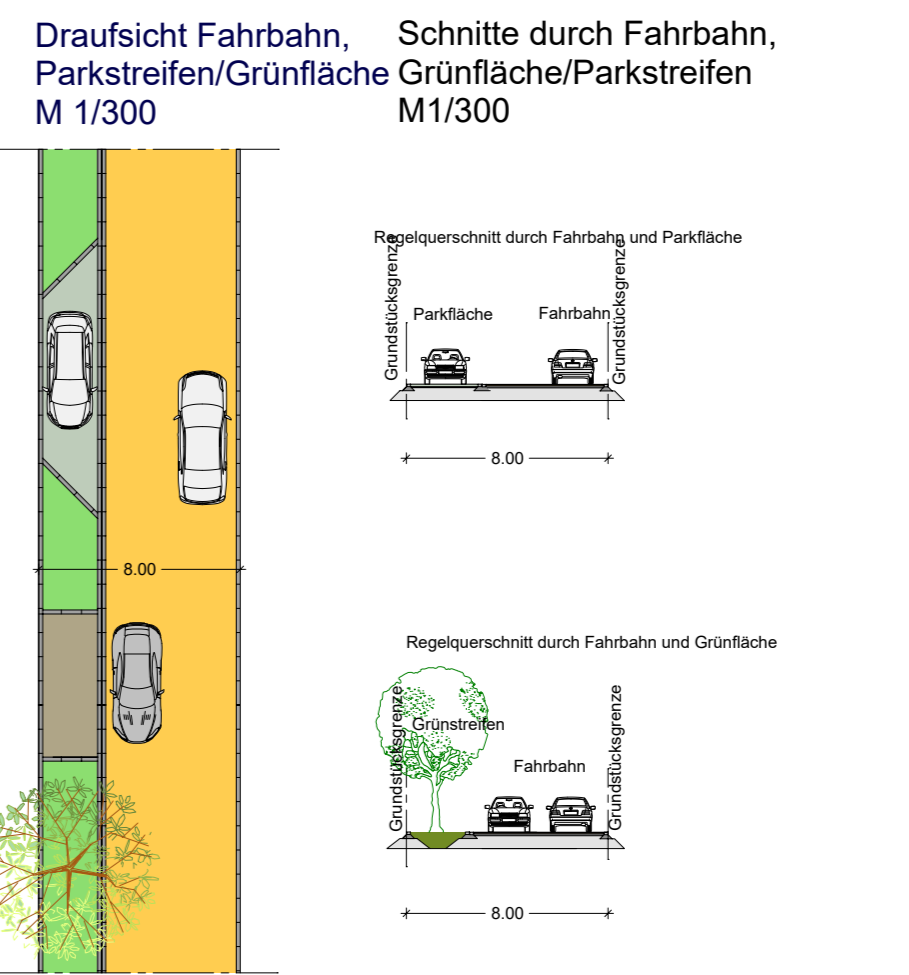 Draufsicht Fahrbahn,
Parkstreifen/Grünfläche
M 1/300
Schnitte durch Fahrbahn,
Grünfläche/Parkstreifen
M1/300
Regelquerschnitt durch Fahrbahn und Parkfläche
Grundstücksgrenze
Parkfläche
Fahrbahn
Grundstücksgrenze
8.00
8.00
Regelquerschnitt durch Fahrbahn und Grünfläche
Grundstücksgrenze
Grünstreifen
Fahrbahn
Grundstücksgrenze
8.00